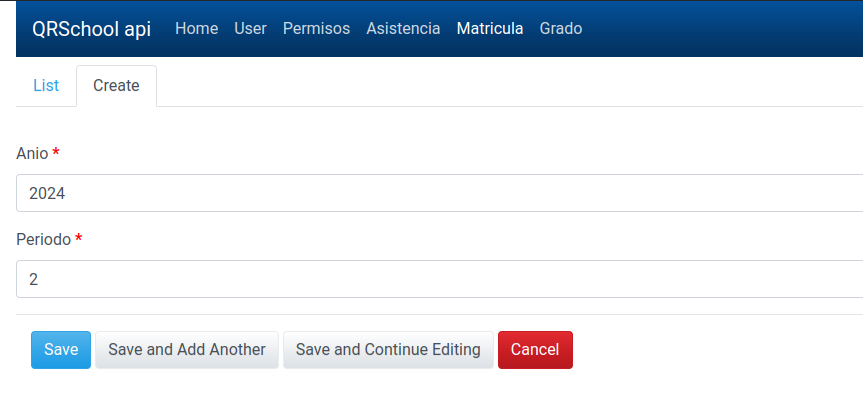 QRSchool api Home User Permisos Asistencia Matricula Grado
List Create
Anio *
2024
Periodo *
2
Save Save and Add Another Save and Continue Editing Cancel